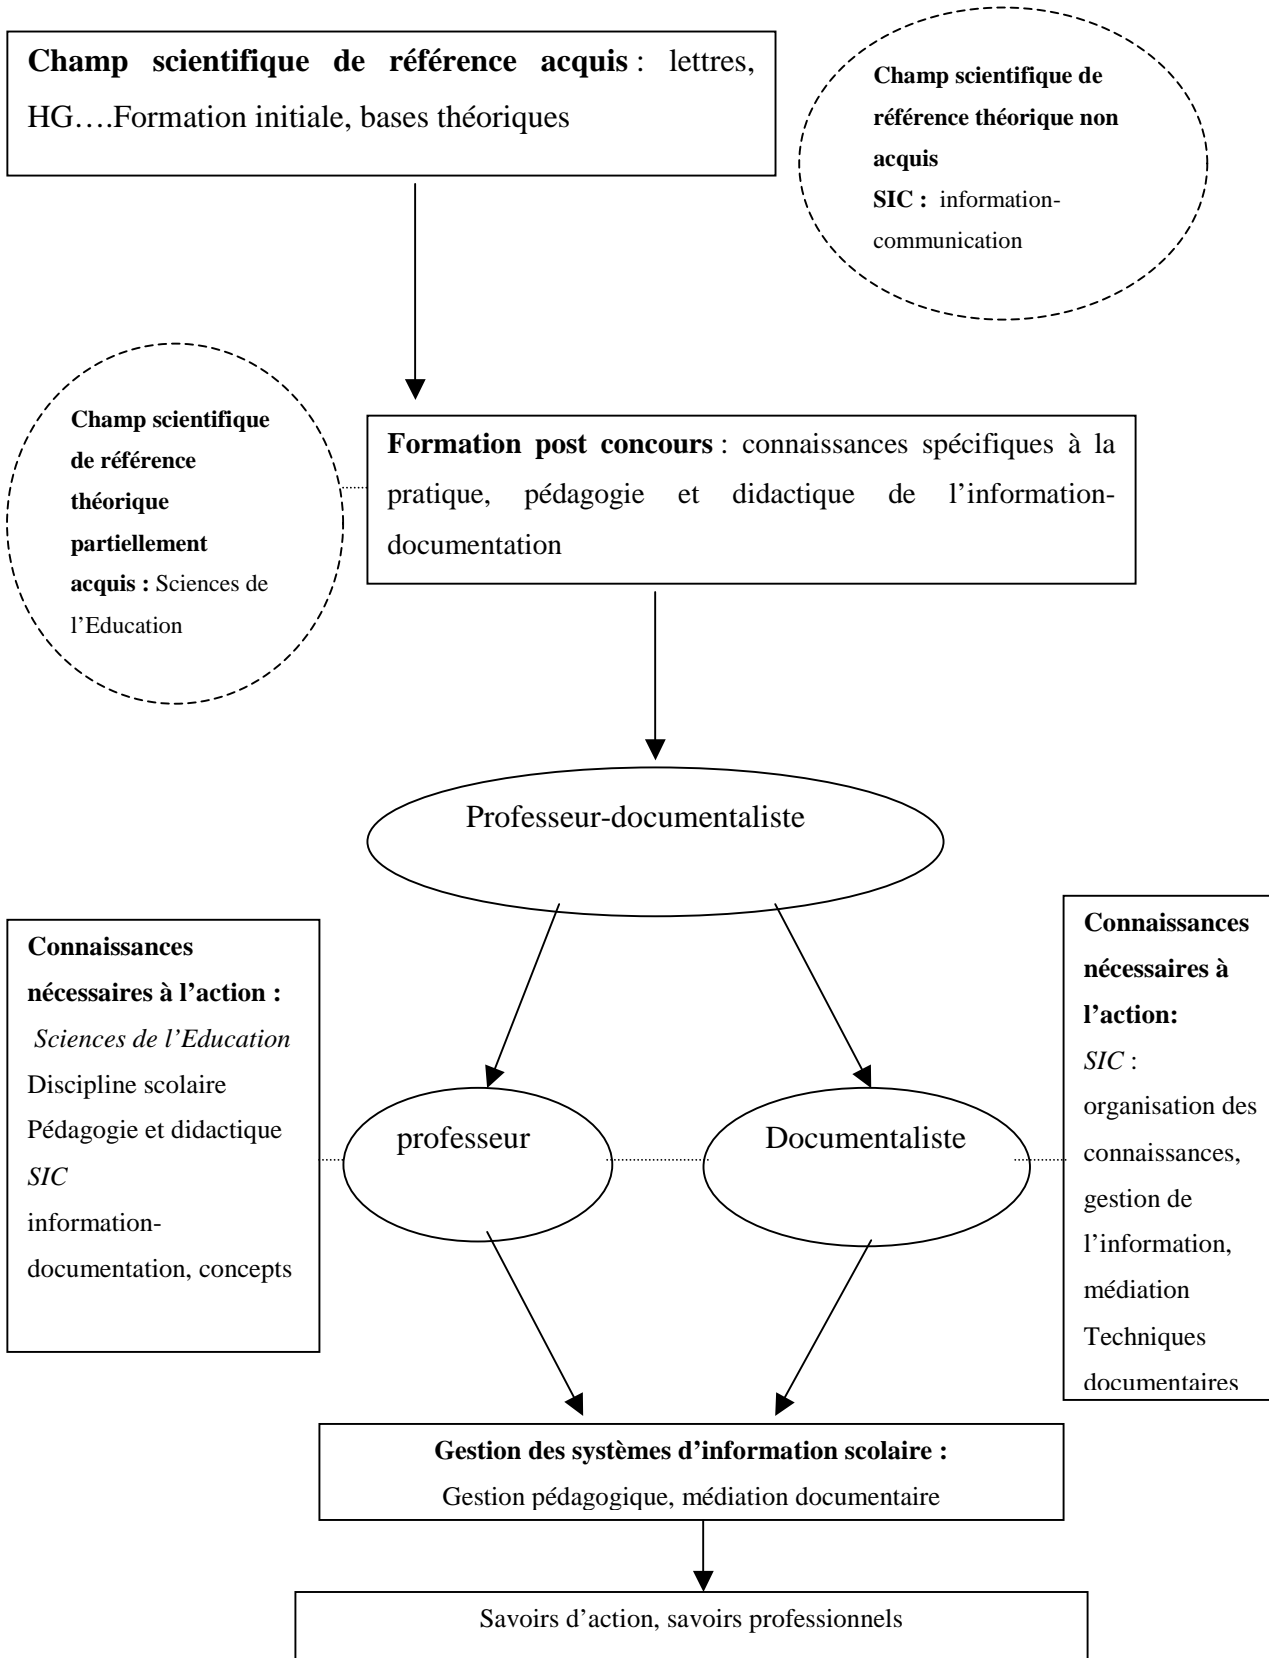 Champ scientifique de référence acquis : lettres,
HG….Formation initiale, bases théoriques
Champ scientifique de
référence théorique non
acquis
SIC : information-
communication
Champ scientifique
de référence
théorique
partiellement
acquis : Sciences de
l’Education
Formation post concours : connaissances spécifiques à la
pratique, pédagogie et didactique de l’information-
documentation
Professeur-documentaliste
Connaissances
nécessaires à l’action :
Sciences de l’Education
Discipline scolaire
Pédagogie et didactique
SIC
information-
documentation, concepts
professeur
Documentaliste
Connaissances
nécessaires à
l’action:
SIC :
organisation des
connaissances,
gestion de
l’information,
médiation
Techniques
documentaires
Gestion des systèmes d’information scolaire :
Gestion pédagogique, médiation documentaire
Savoirs d’action, savoirs professionnels